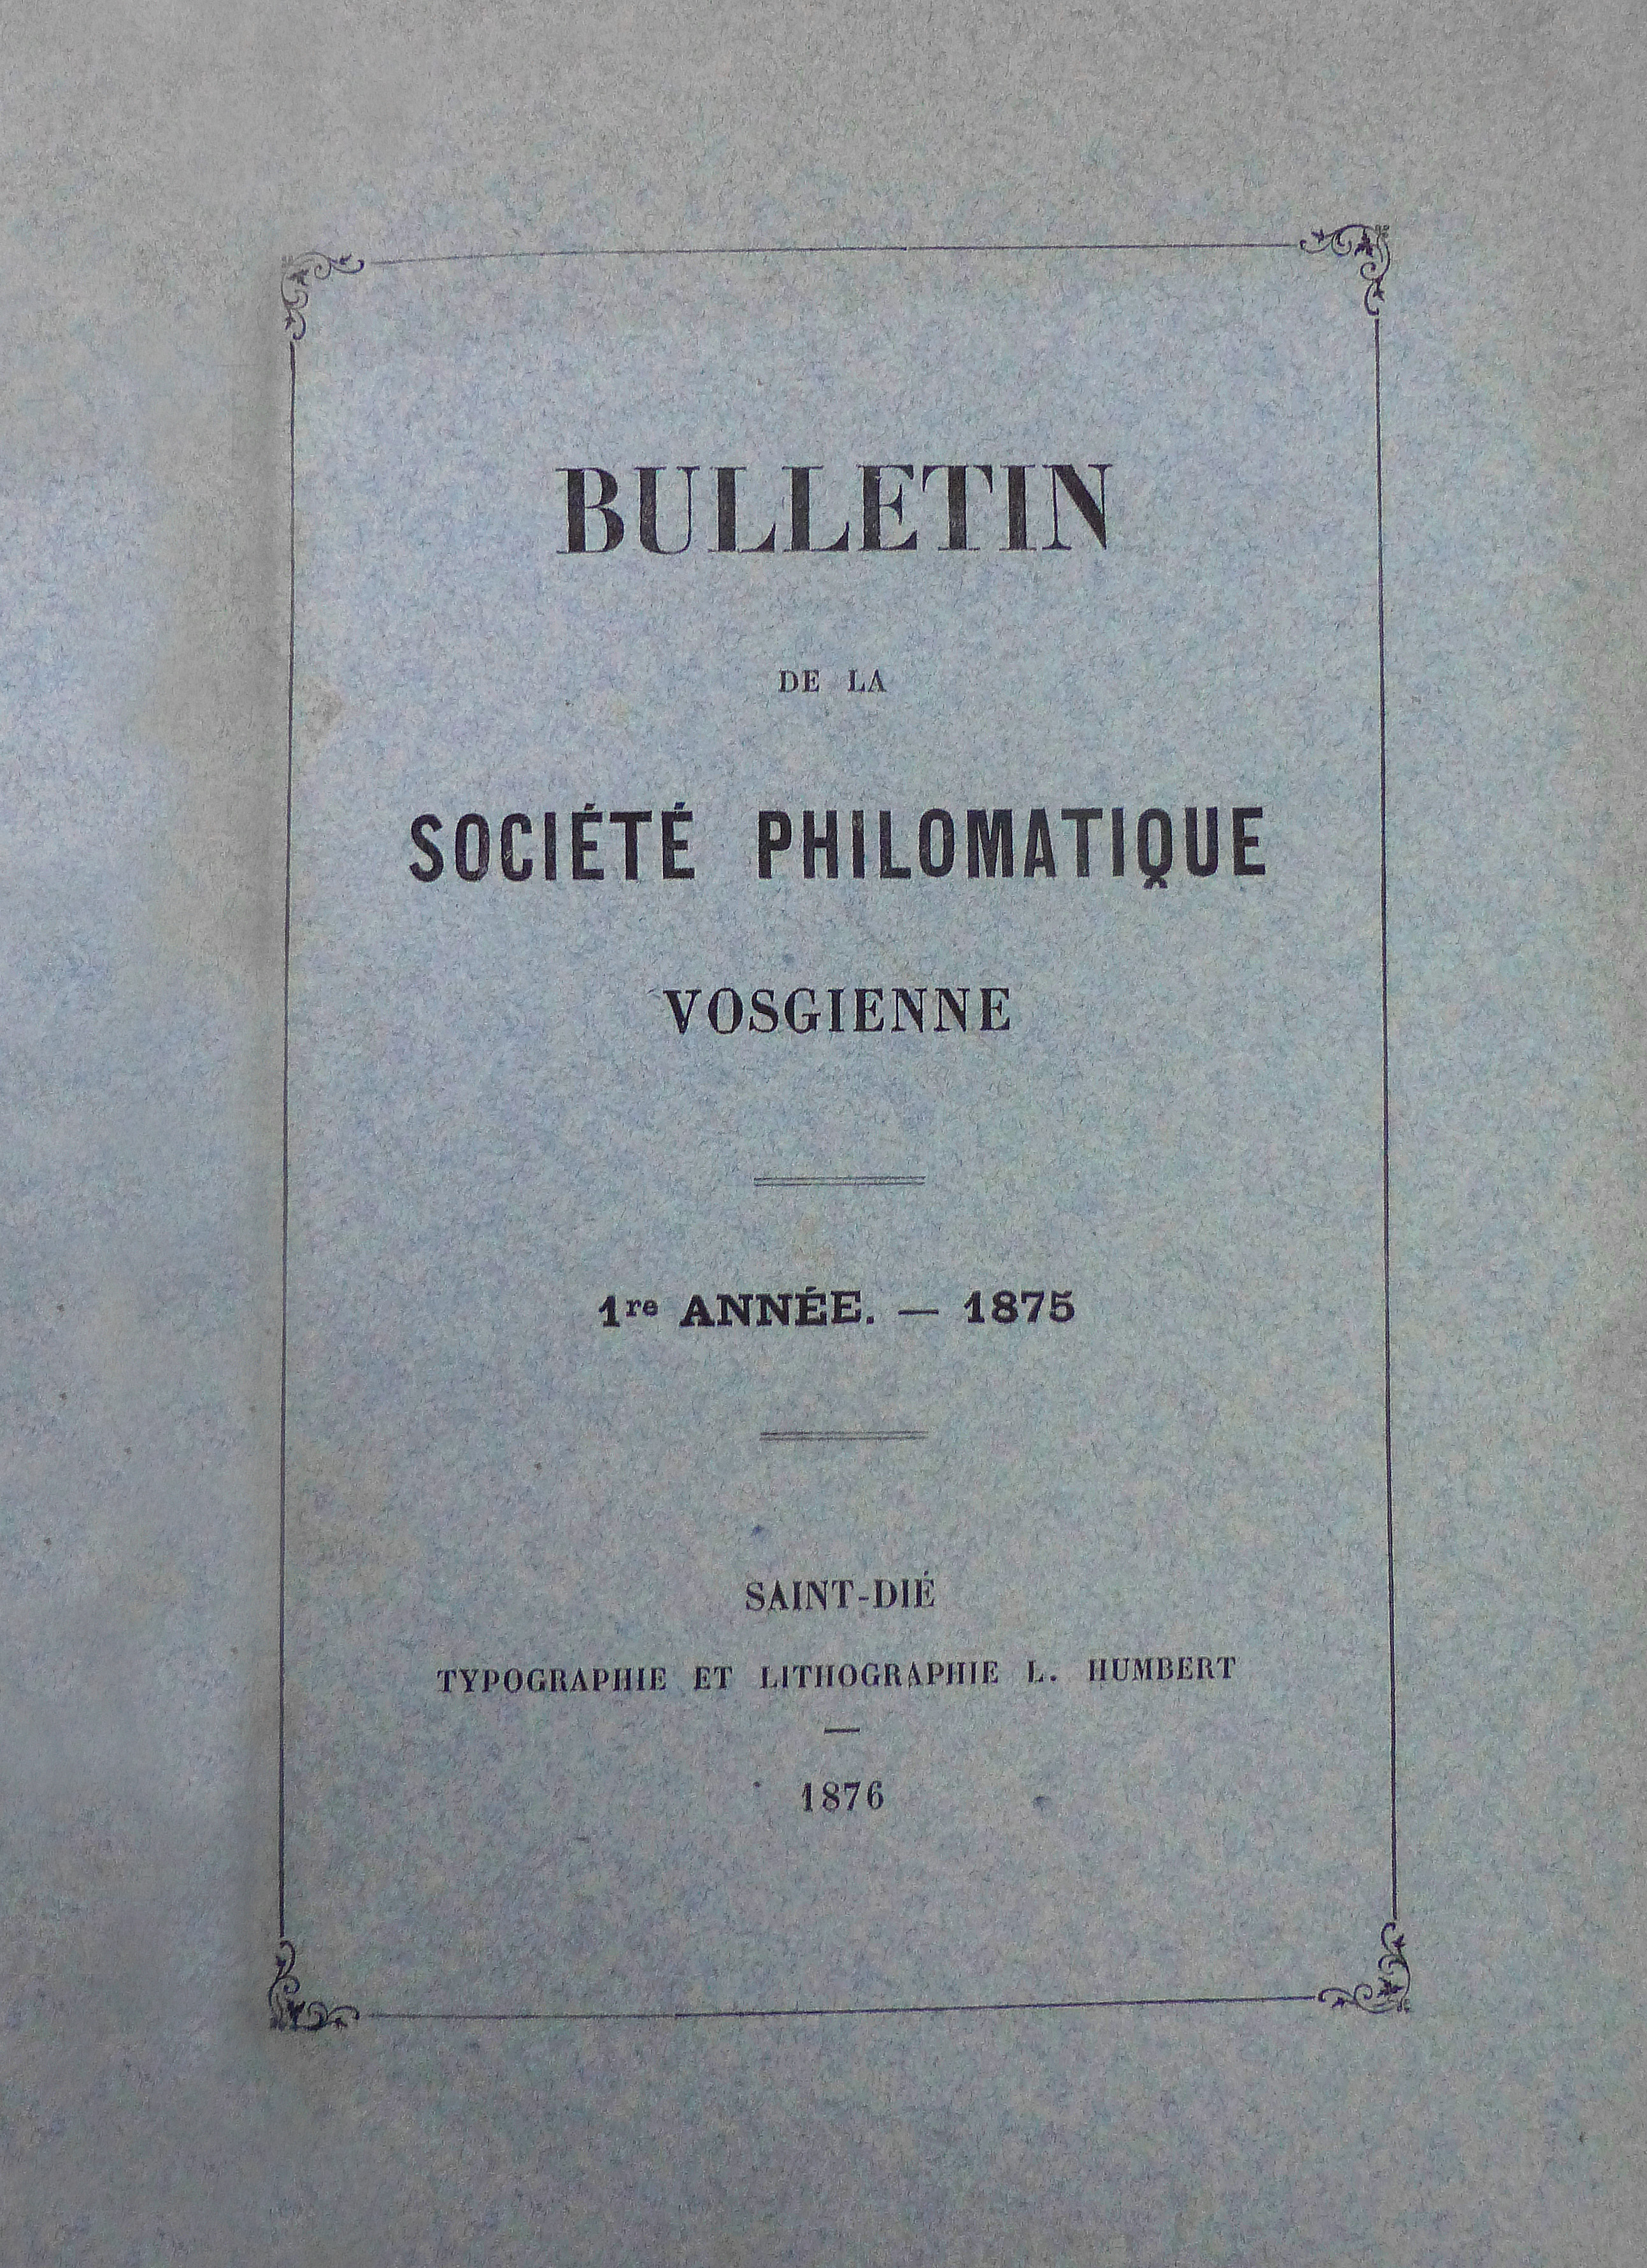 BULLETIN
DE LA
SOCIÉTÉ PHILOMATIQUE
VOSGIENNE
1re ANNÉE. — 1875
SAINT-DIÉ
TYPOGRAPHIE ET LITHOGRAPHIE L. HUMBERT
—
1876